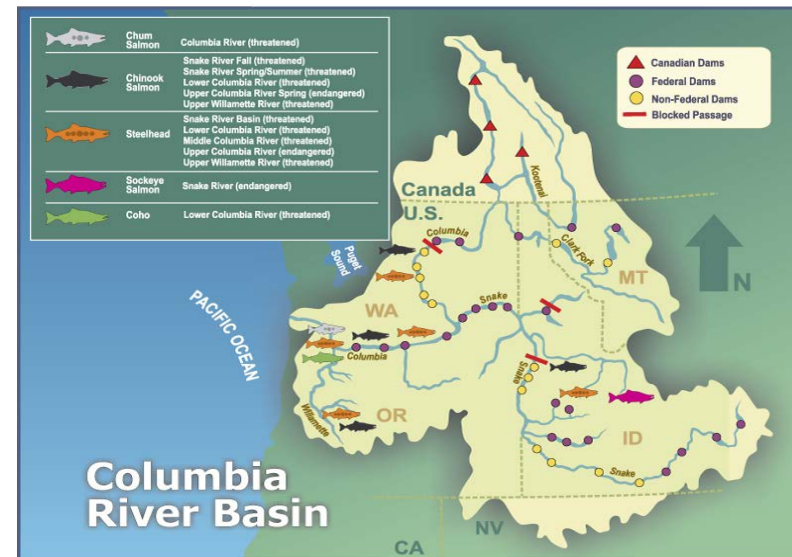 Chum
Salmon
Columbia River (threatened)
Chinook
Salmon
Snake River Fall (threatened)
Snake River Spring/Summer (threatened)
Lower Columbia River (threatened)
Upper Columbia River Spring (endangered)
Upper Willamette River (threatened)
Steelhead
Snake River Basin (threatened)
Lower Columbia River (threatened)
Middle Columbia River (threatened)
Upper Columbia River (endangered)
Upper Willamette River (threatened)
Sockeye
Salmon
Snake River (endangered)
Coho
Lower Columbia River (threatened)
Canadian Dams
Federal Dams
Non-Federal Dams
Blocked Passage
Kootenai
Canada
U.S.
Columbia
Clark Fork
Puget
Sound
MT
N
PACIFIC OCEAN
WA
Snake
Columbia
Snake
Willamette
OR
ID
Snake
Columbia
River Basin
NV
CA